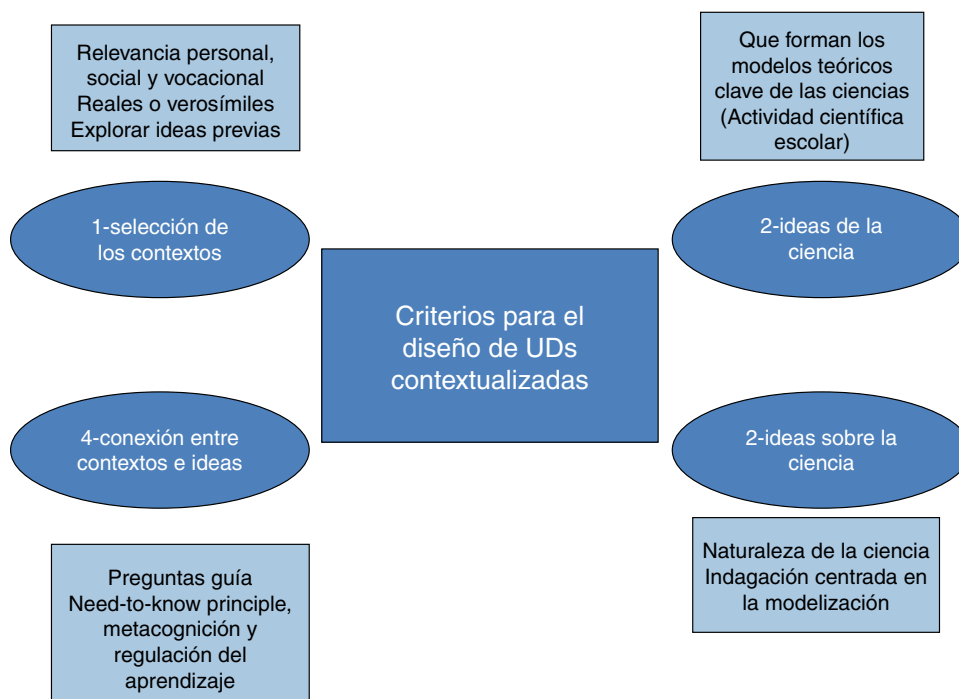 Relevancia personal,
social y vocacional
Reales o verosímiles
Explorar ideas previas
Que forman los
modelos teóricos
clave de las ciencias
(Actividad científica
escolar)
1-selección de
los contextos
2-ideas de la
ciencia
Criterios para el
diseño de UDs
contextualizadas
4-conexión entre
contextos e ideas
2-ideas sobre la
ciencia
Preguntas guía
Need-to-know principle,
metacognición y
regulación del
aprendizaje
Naturaleza de la ciencia
Indagación centrada en
la modelización